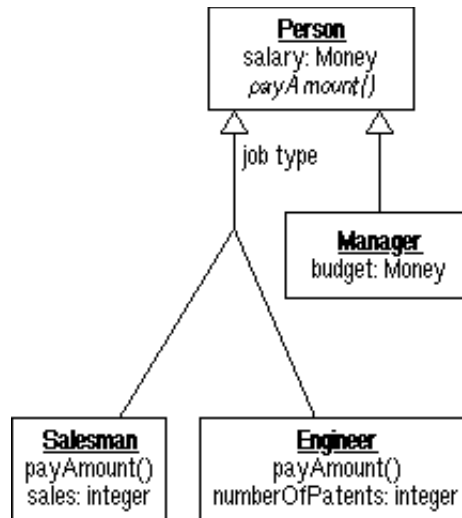 Person
salary: Money
payAmount()
job type
Manager
budget: Money
Salesman
payAmount()
sales: integer
Engineer
payAmount()
numberOfPatents: integer